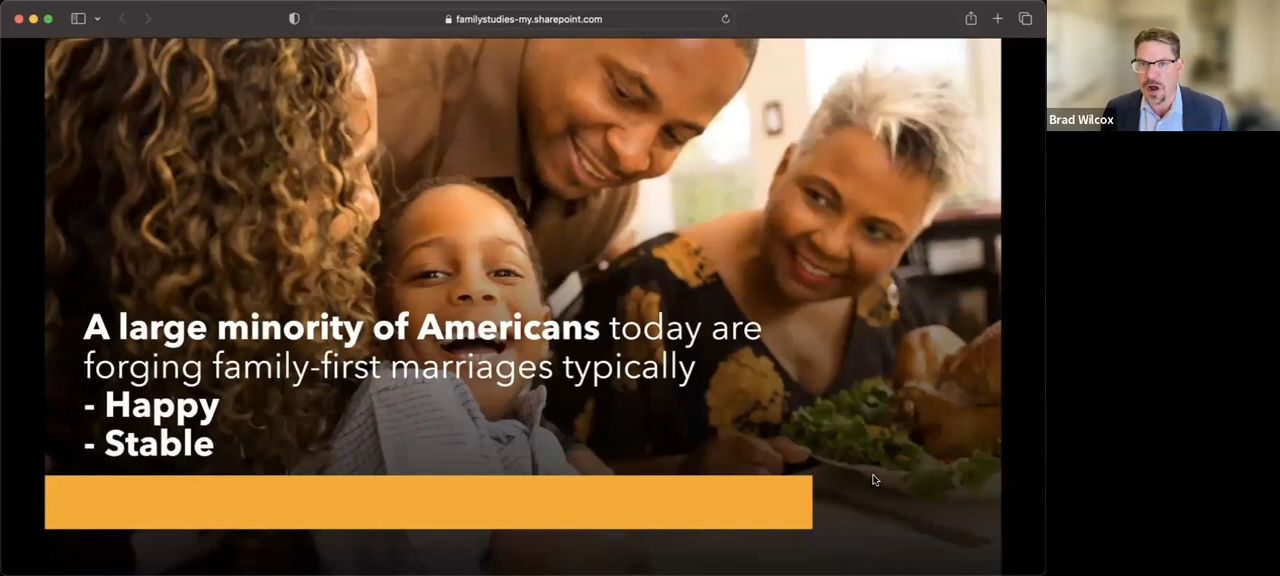 familystudies-my.sharepoint.com
Brad Wilcox
A large minority of Americans today are
forging family-first marriages typically
- Happy
- Stable